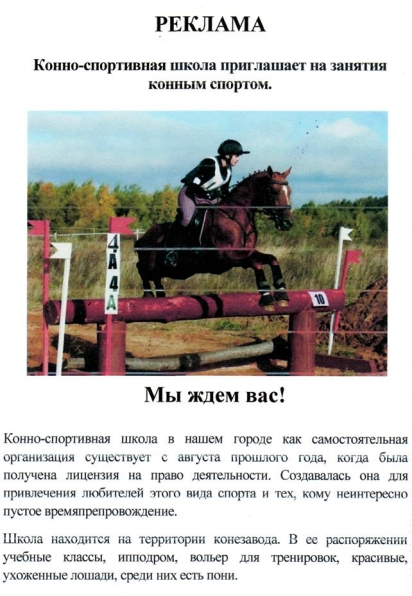 РЕКЛАМА
Конно-спортивная школа приглашает на занятия
конным спортом.
4
А
4
Д
10
Мы ждем вас!
Конно-спортивная школа в нашем городе как самостоятельная
организация существует с августа прошлого года, когда была
получена лицензия на право деятельности. Создавалась она для
привлечения любителей этого вида спорта и тех, кому неинтересно
пустое времяпрепровождение.
Школа находится на территории конезавода. В ее распоряжении
учебные классы, ипподром, вольер для тренировок, красивые,
ухоженные лошади, среди них есть пони.